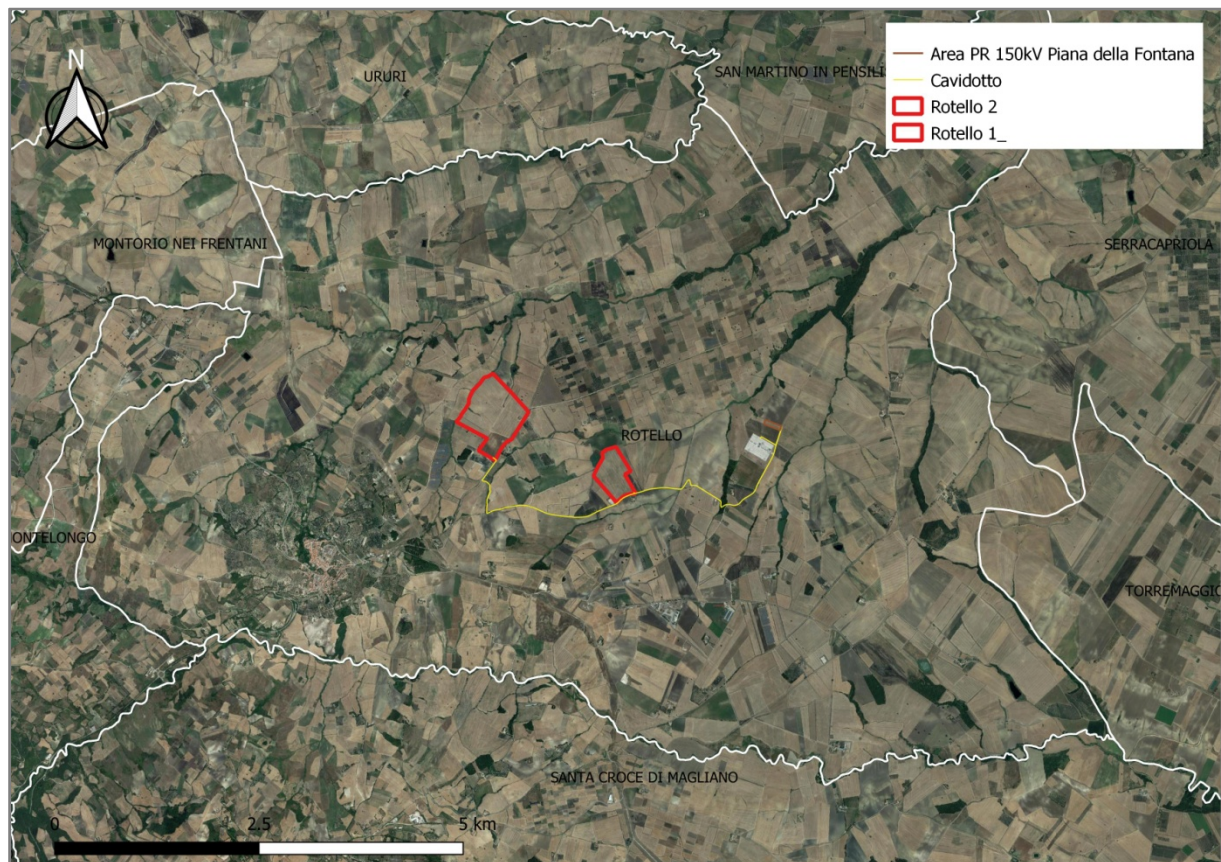 Area PR 150kV Piana della Fontana
Cavidotto
Rotello 2
Rotello 1_
N
URURI
SAN MARTINO IN PENSILI
MONTORIO NEI FRENTANI
SERRACAPRIOLA
ROTELLO
ONTELONGO
TORREMAGGIO
SANTA CROCE DI MAGLIANO
0 2.5 5 km